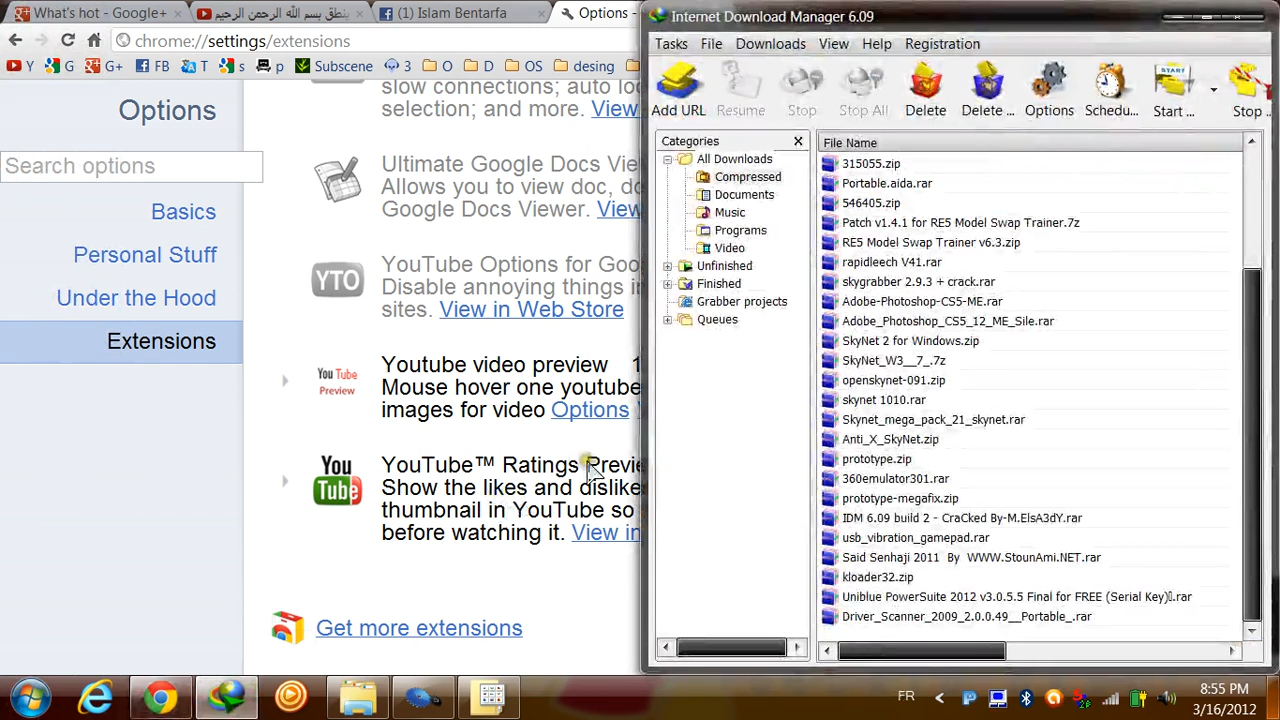 What's hot - Google+
ينطق بسم الله الرحمن الرحيم
(1) Islam Bentarfa
Options -
chrome://settings/extensions
Y
G
G+
FB
T
s
p
Subscene
3
O
D
OS
desing
Options
Search options
Basics
Personal Stuff
Under the Hood
Extensions
slow connections; auto lo
selection; and more. View
Ultimate Google Docs Vie
Allows you to view doc, do
Google Docs Viewer. View
YTO
YouTube Options for Goo
Disable annoying things i
sites. View in Web Store
You Tube
Preview
Youtube video preview 1
Mouse hover one youtube
images for video Options
You
Tube
YouTube™ Ratings Previe
Show the likes and dislike
thumbnail in YouTube so
before watching it. View in
Get more extensions
Internet Download Manager 6.09
Tasks File Downloads View Help Registration
Add URL
Resume
Stop
Stop All
Delete
Delete ...
Options
Schedu...
START
Start ...
Stop ...
Categories
All Downloads
Compressed
Documents
Music
Programs
Video
Unfinished
Finished
Grabber projects
Queues
File Name
315055.zip
Portable.aida.rar
546405.zip
Patch v1.4.1 for RE5 Model Swap Trainer.7z
RE5 Model Swap Trainer v6.3.zip
rapidleech V41.rar
skygrabber 2.9.3 + crack.rar
Adobe-Photoshop-CS5-ME.rar
Adobe_Photoshop_CS5_12_ME_Sile.rar
SkyNet 2 for Windows.zip
SkyNet_W3__7_.7z
openskynet-091.zip
skynet 1010.rar
Skynet_mega_pack_21_skynet.rar
Anti_X_SkyNet.zip
prototype.zip
360emulator301.rar
prototype-megafix.zip
IDM 6.09 build 2 - CraCked By-M.ElsA3dY.rar
usb_vibration_gamepad.rar
Said Senhaji 2011 By WWW.StounAmi.NET.rar
kloader32.zip
Uniblue PowerSuite 2012 v3.0.5.5 Final for FREE (Serial Key).rar
Driver_Scanner_2009_2.0.0.49__Portable_.rar
FR
8:55 PM
3/16/2012